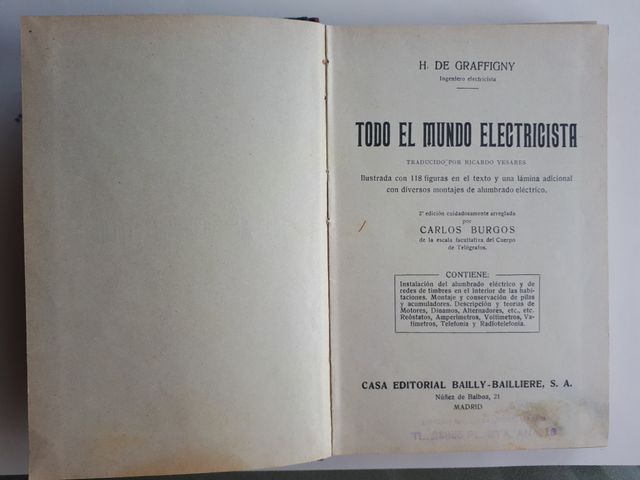 H. DE GRAFFIGNY
Ingeniero electricista
TODO EL MUNDO ELECTRICISTA
TRADUCIDO POR RICARDO YESARES
Ilustrada con 118 figuras en el texto y una lámina adicional
con diversos montajes de alumbrado eléctrico.
2ª edición cuidadosamente arreglada
por
CARLOS BURGOS
de la escala facultativa del Cuerpo
de Telégrafos.
CONTIENE:
Instalación del alumbrado eléctrico y de
redes de timbres en el interior de las habi-
taciones. Montaje y conservación de pilas
y acumuladores. Descripción y teorías de
Motores, Dínamos, Alternadores, etc., etc.
Reóstatos, Amperímetros, Voltímetros, Va-
tímetros, Telefonía y Radiotelefonía.
CASA EDITORIAL BAILLY-BAILLIERE, S. A.
Núñez de Balboa, 21
MADRID